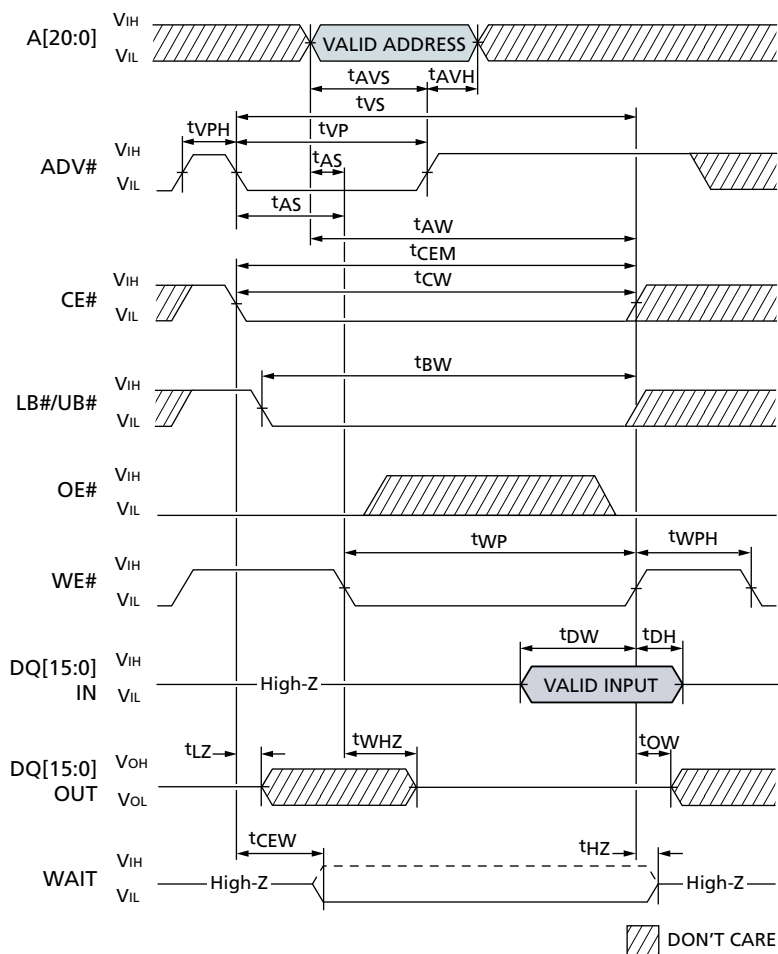 A[20:0] VIH VIL VALID ADDRESS
tAVS tAVH
tVS
tVPH tVP
ADV# VIH VIL tAS
tAS
tAW
tCEM
CE# VIH VIL tCW
tBW
LB#/UB# VIH VIL
OE# VIH VIL
tWP tWPH
WE# VIH VIL
tDW tDH
DQ[15:0] IN VIH VIL High-Z VALID INPUT
tLZ tWHZ tOW
DQ[15:0] OUT VOH VOL
tCEW tHZ
WAIT VIH VIL High-Z High-Z
DON'T CARE